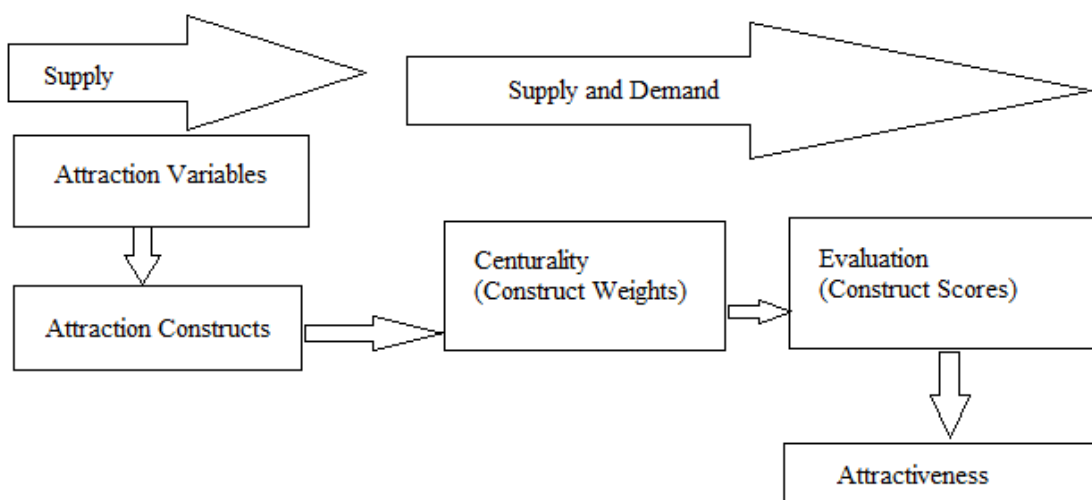 Supply
Supply and Demand
Attraction Variables
Centurality
(Construct Weights)
Evaluation
(Construct Scores)
Attraction Constructs
Attractiveness